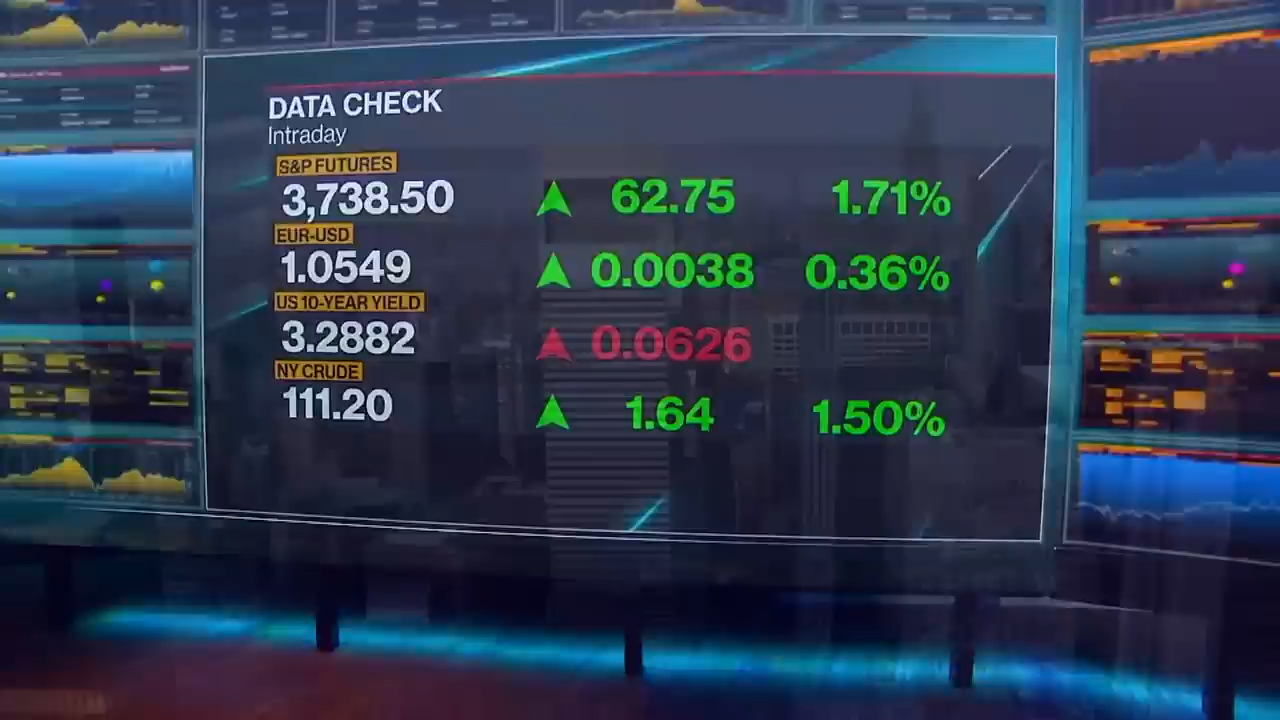 DATA CHECK
Intraday
S&P FUTURES
3,738.50 62.75 1.71%
EUR-USD
1.0549 0.0038 0.36%
US 10-YEAR YIELD
3.2882 0.0626
NY CRUDE
111.20 1.64 1.50%